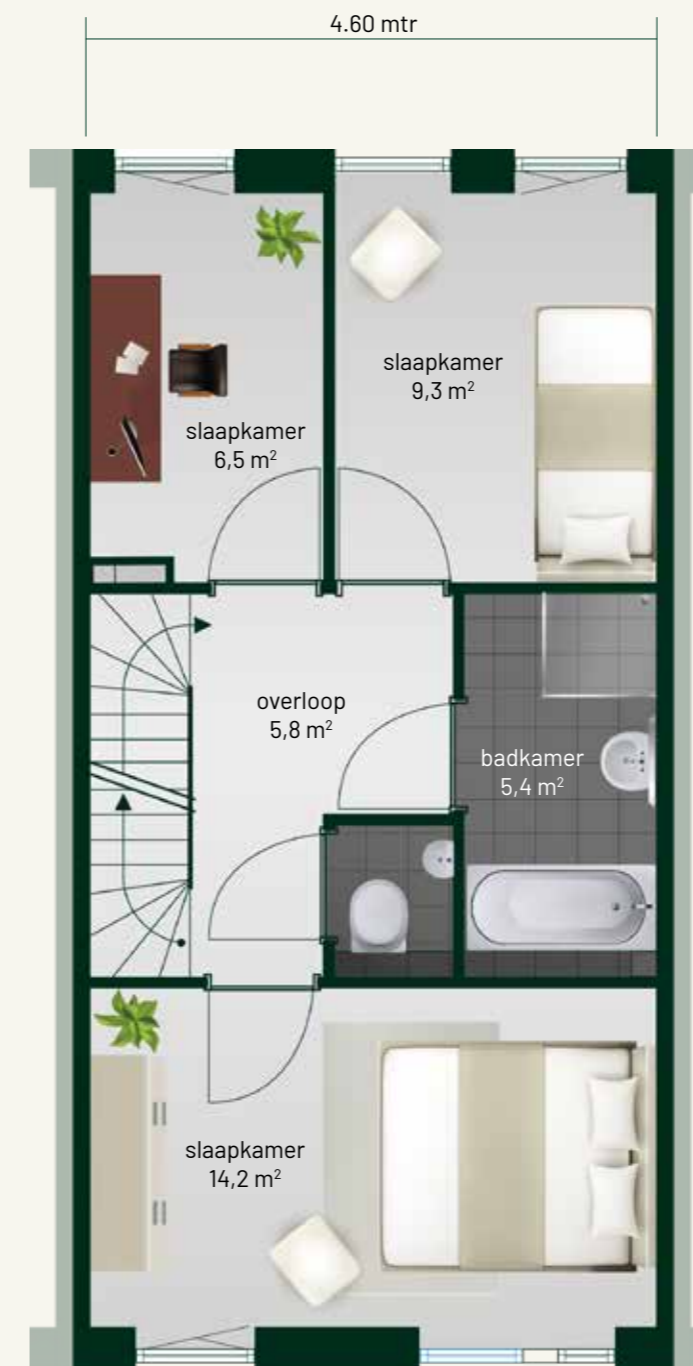 4.60 mtr
slaapkamer
9,3 m²
slaapkamer
6,5 m²
overloop
5,8 m²
badkamer
5,4 m²
slaapkamer
14,2 m²